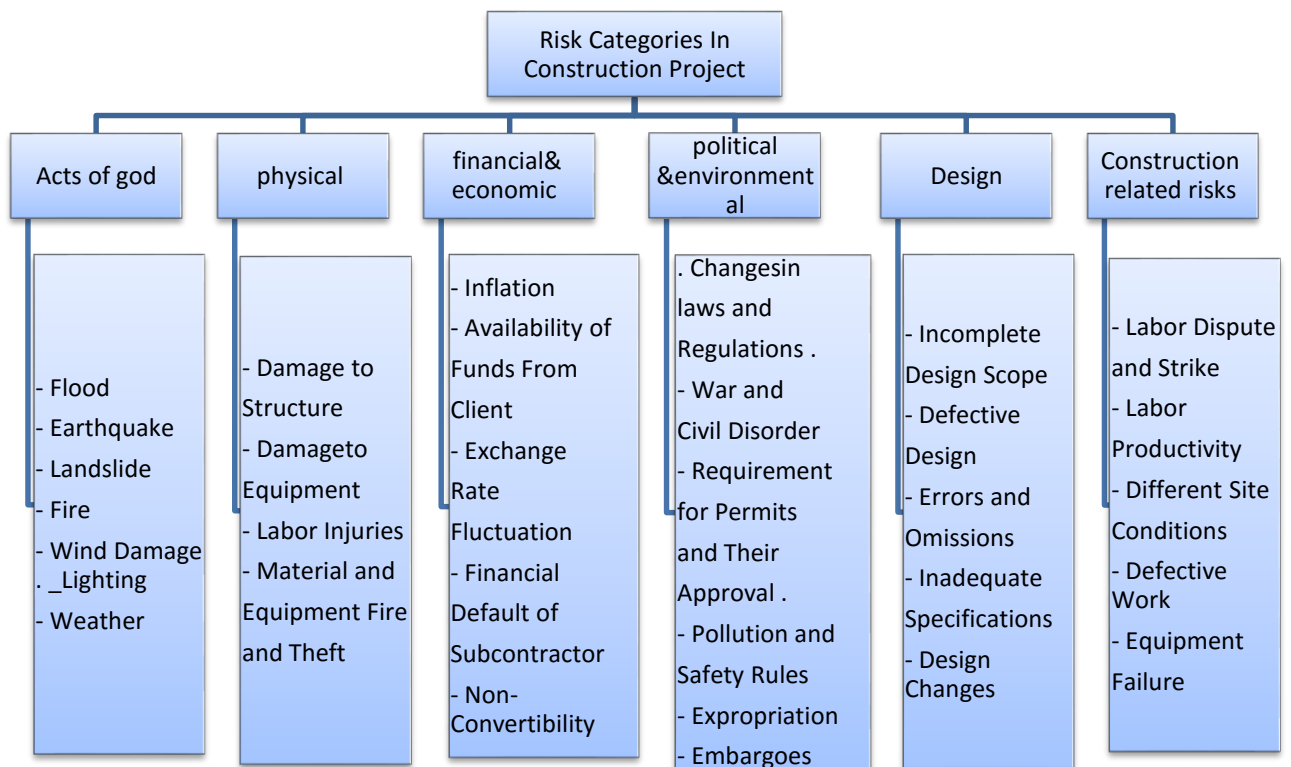 Risk Categories In
Construction Project
Acts of god
physical
financial&
economic
political
&environment
al
Design
Construction
related risks
- Flood
- Earthquake
- Landslide
- Fire
- Wind Damage
. _Lighting
- Weather
- Damage to
Structure
- Damageto
Equipment
- Labor Injuries
- Material and
Equipment Fire
and Theft
- Inflation
- Availability of
Funds From
Client
- Exchange
Rate
Fluctuation
- Financial
Default of
Subcontractor
- Non-
Convertibility
. Changesin
laws and
Regulations .
- War and
Civil Disorder
- Requirement
for Permits
and Their
Approval .
- Pollution and
Safety Rules
- Expropriation
- Embargoes
- Incomplete
Design Scope
- Defective
Design
- Errors and
Omissions
- Inadequate
Specifications
- Design
Changes
- Labor Dispute
and Strike
- Labor
Productivity
- Different Site
Conditions
- Defective
Work
- Equipment
Failure